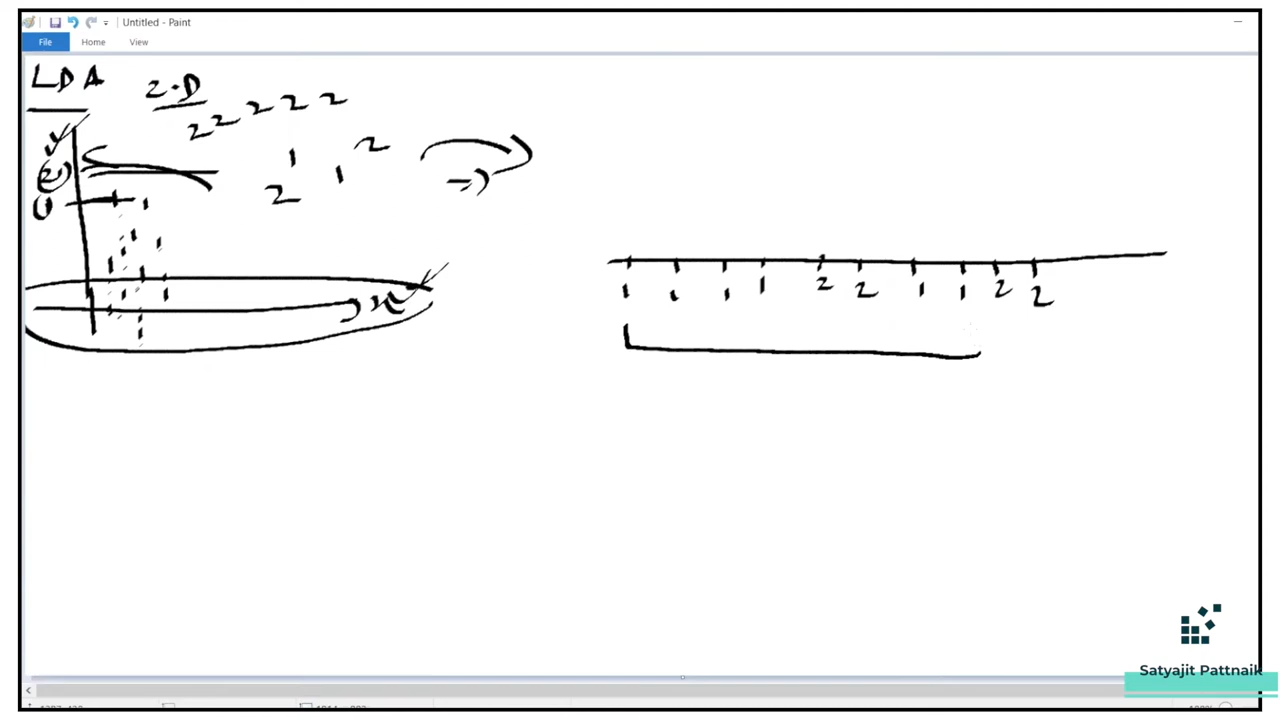 Untitled - Paint
File Home View
LDA
2-D
2 2 2 2 2
1 2
1
2
(2)
1 1 1 1 2 2 1 1 2 2
x
Satyajit Pattnaik